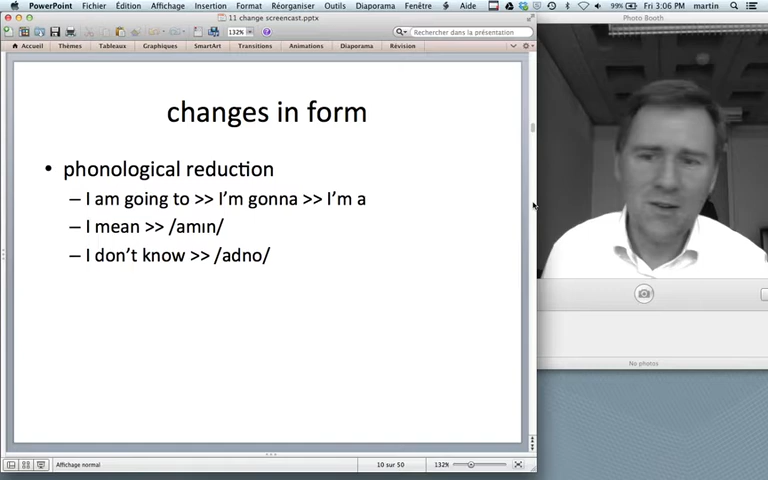 PowerPoint Fichier Édition Affichage Insertion Format Réorganiser Outils Diaporama Fenêtre Aide 99% Fri 3:06 PM martin
11 change screencast.pptx
Photo Booth
132% Rechercher dans la présentation
Accueil Thèmes Tableaux Graphiques SmartArt Transitions Animations Diaporama Révision
changes in form
• phonological reduction
– I am going to >> I'm gonna >> I'm a
– I mean >> /amın/
– I don't know >> /adno/
No photos
Affichage normal 10 sur 50 132%